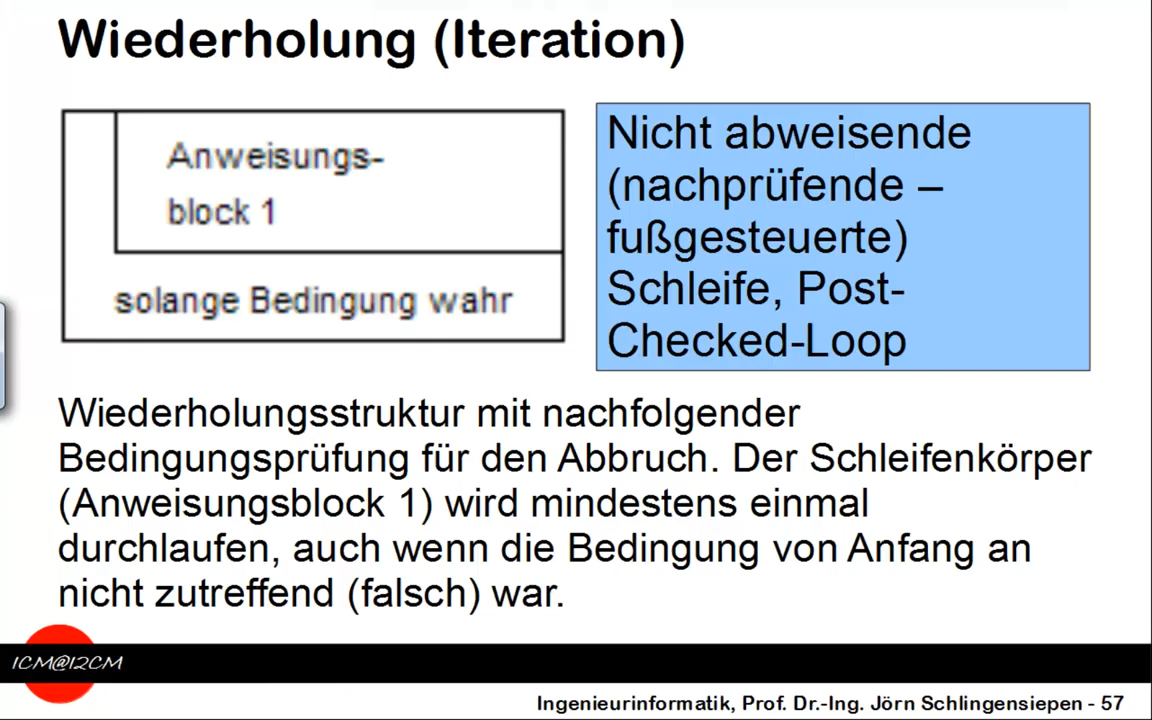 Wiederholung (Iteration)
Anweisungs-
block 1
solange Bedingung wahr
Nicht abweisende
(nachprüfende –
fußgesteuerte)
Schleife, Post-
Checked-Loop
Wiederholungsstruktur mit nachfolgender
Bedingungsprüfung für den Abbruch. Der Schleifenkörper
(Anweisungsblock 1) wird mindestens einmal
durchlaufen, auch wenn die Bedingung von Anfang an
nicht zutreffend (falsch) war.
1CM@12CM
Ingenieurinformatik, Prof. Dr.-Ing. Jörn Schlingensiepen - 57